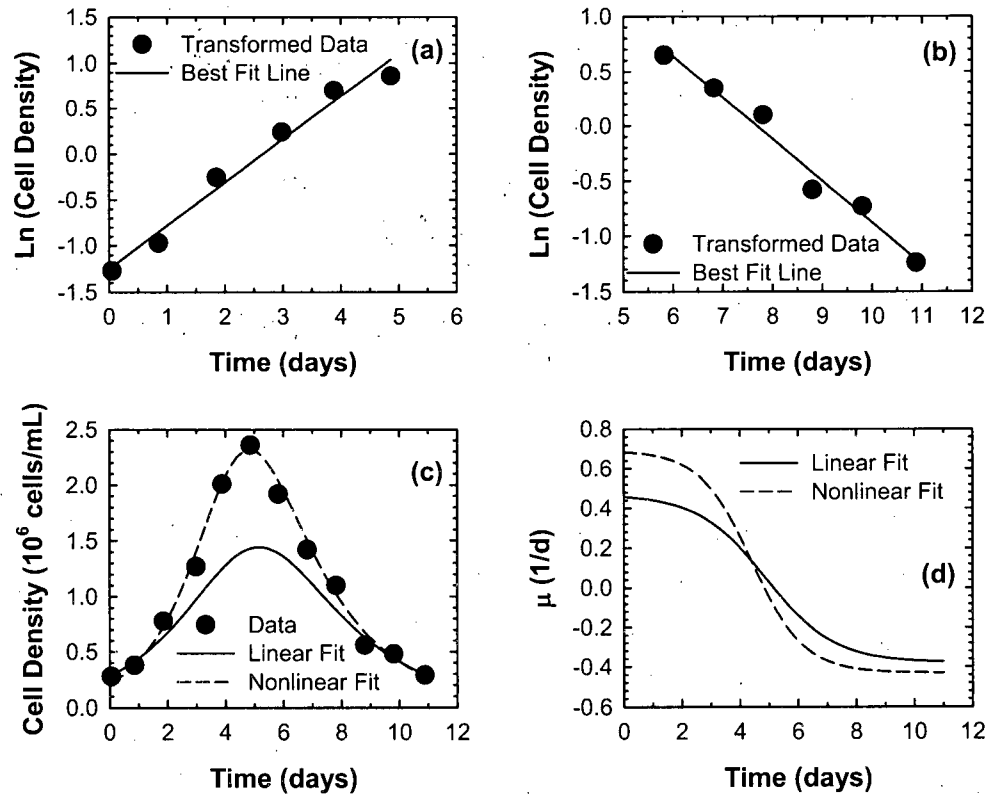 1.5
1.0
0.5
0.0
-0.5
-1.0
-1.5
Ln (Cell Density)
Transformed Data
Best Fit Line
(a)
0 1 2 3 4 5 6
Time (days)
1.5
1.0
0.5
0.0
-0.5
-1.0
-1.5
Ln (Cell Density)
(b)
Transformed Data
Best Fit Line
5 6 7 8 9 10 11 12
Time (days)
2.5
2.0
1.5
1.0
0.5
0.0
Cell Density (10⁶ cells/mL)
(c)
Data
Linear Fit
Nonlinear Fit
0 2 4 6 8 10 12
Time (days)
0.8
0.6
0.4
0.2
0.0
-0.2
-0.4
-0.6
μ (1/d)
Linear Fit
Nonlinear Fit
(d)
0 2 4 6 8 10 12
Time (days)